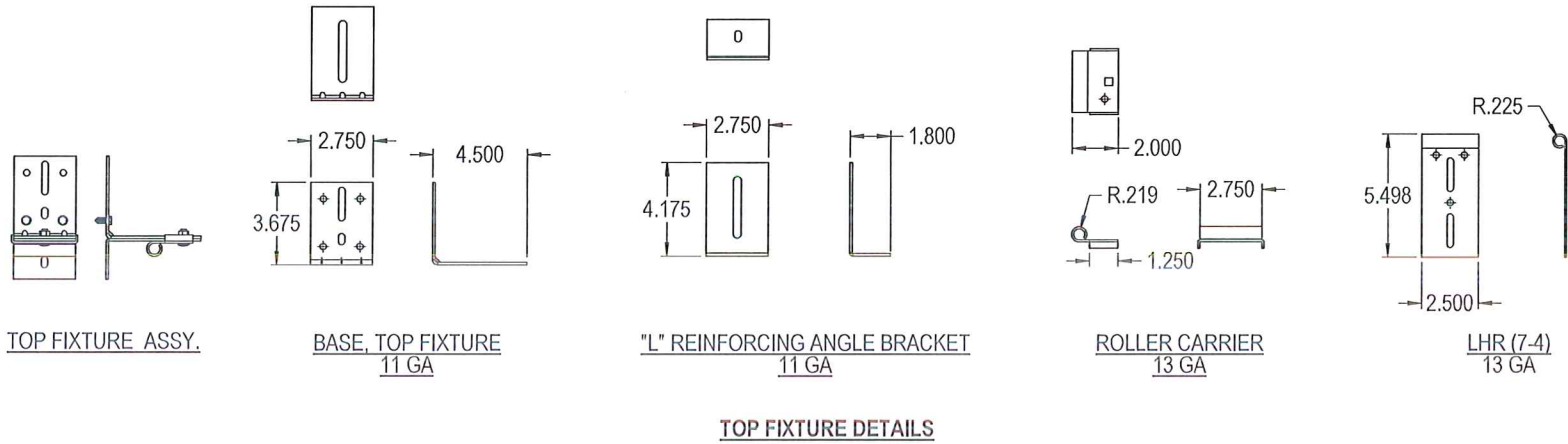 2.750
4.500
3.675
2.750
1.800
4.175
2.000
R.219
2.750
1.250
R.225
5.498
2.500
TOP FIXTURE ASSY.
BASE, TOP FIXTURE
11 GA
"L" REINFORCING ANGLE BRACKET
11 GA
ROLLER CARRIER
13 GA
LHR (7-4)
13 GA
TOP FIXTURE DETAILS